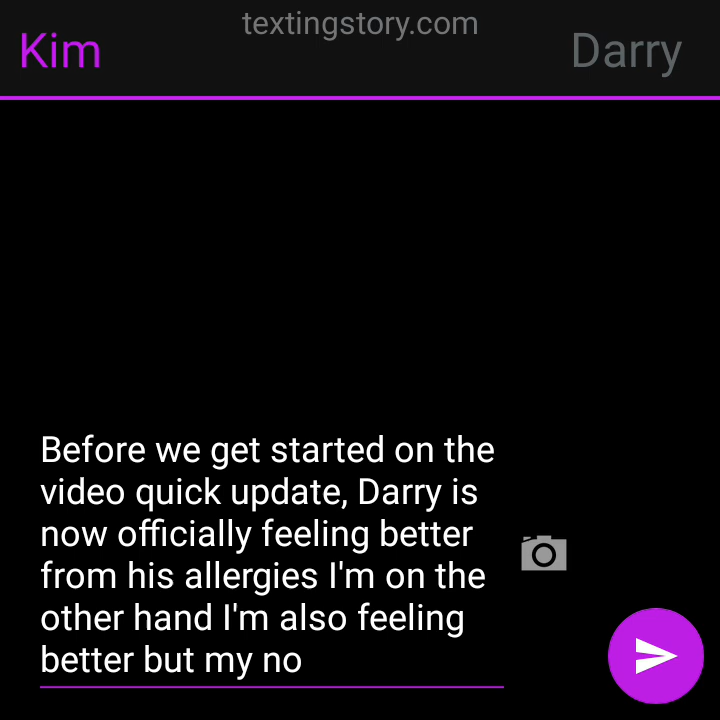 textingstory.com
Kim
Darry
Before we get started on the
video quick update, Darry is
now officially feeling better
from his allergies I'm on the
other hand I'm also feeling
better but my no